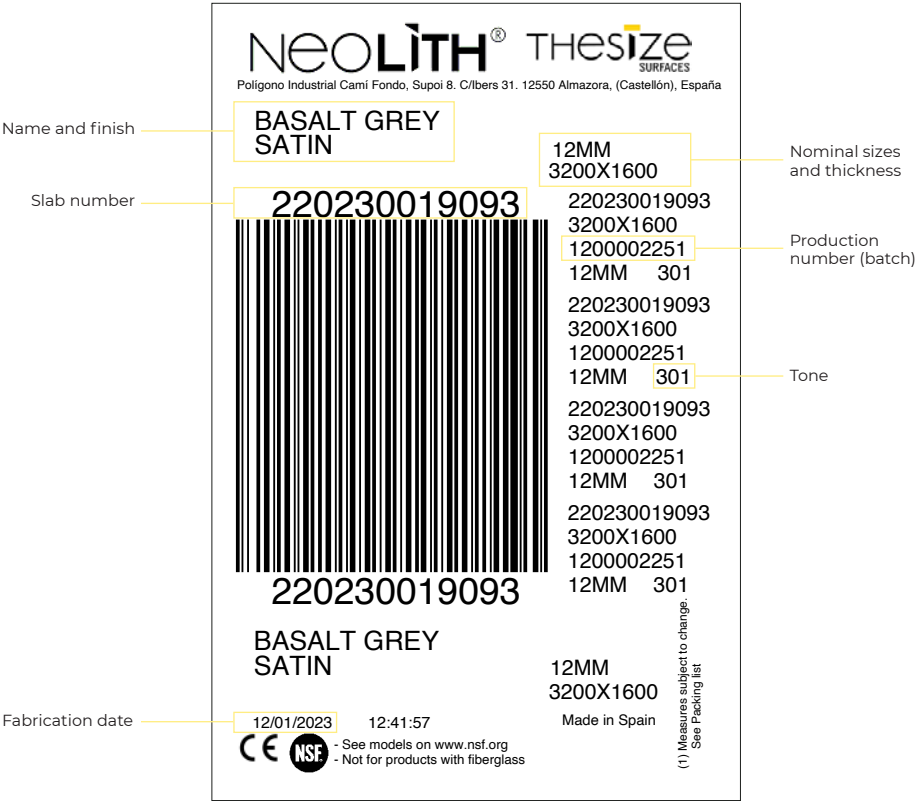 NeoLÌTH® THesIze
SURFACES
Polígono Industrial Camí Fondo, Supoi 8. C/Ibers 31. 12550 Almazora, (Castellón), España
Name and finish
BASALT GREY
SATIN
12MM
3200X1600
Nominal sizes
and thickness
Slab number
220230019093
220230019093
3200X1600
1200002251
12MM 301
Production
number (batch)
220230019093
3200X1600
1200002251
12MM 301
Tone
220230019093
3200X1600
1200002251
12MM 301
220230019093
3200X1600
1200002251
12MM 301
220230019093
BASALT GREY
SATIN
12MM
3200X1600
(1) Measures subject to change.
See Packing list
Fabrication date
12/01/2023 12:41:57
Made in Spain
CE NSF.
- See models on www.nsf.org
- Not for products with fiberglass